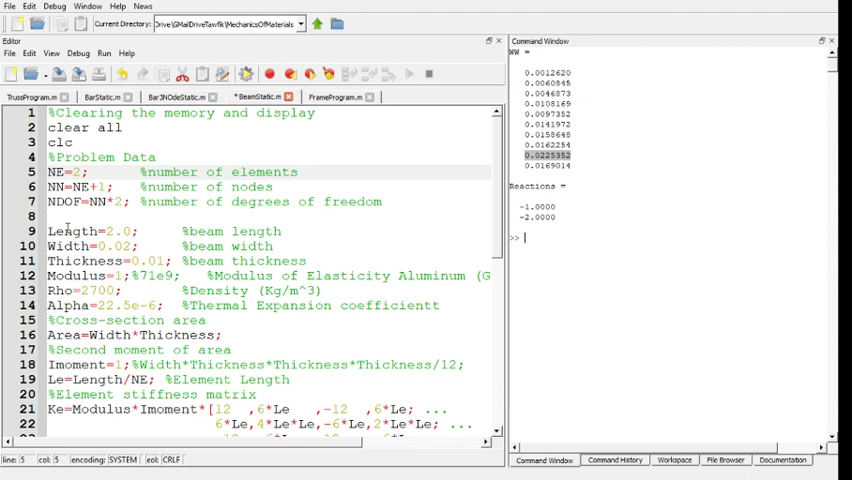 File Edit Debug Window Help News
Current Directory: Drive\GMailDriveTawfik\MechanicsOfMaterials
Editor
File Edit View Debug Run Help
TrussProgram.m BarStatic.m Bar3NOdeStatic.m *BeamStatic.m FrameProgram.m
1 %Clearing the memory and display
2 clear all
3 clc
4 %Problem Data
5 NE=2; %number of elements
6 NN=NE+1; %number of nodes
7 NDOF=NN*2; %number of degrees of freedom
8
9 Length=2.0; %beam length
10 Width=0.02; %beam width
11 Thickness=0.01; %beam thickness
12 Modulus=1;%71e9; %Modulus of Elasticity Aluminum (G
13 Rho=2700; %Density (Kg/m^3)
14 Alpha=22.5e-6; %Thermal Expansion coefficientt
15 %Cross-section area
16 Area=Width*Thickness;
17 %Second moment of area
18 Imoment=1;%Width*Thickness*Thickness*Thickness/12;
19 Le=Length/NE; %Element Length
20 %Element stiffness matrix
21 Ke=Modulus*Imoment*[12 ,6*Le ,-12 ,6*Le; ...
22 6*Le,4*Le*Le,-6*Le,2*Le*Le; ...
line: 5 col: 5 encoding: SYSTEM eol: CRLF
Command Window
WW =
0.0012620
0.0060845
0.0046873
0.0108169
0.0097352
0.0141972
0.0158648
0.0162254
0.0225352
0.0169014
Reactions =
-1.0000
-2.0000
>>
Command Window Command History Workspace File Browser Documentation